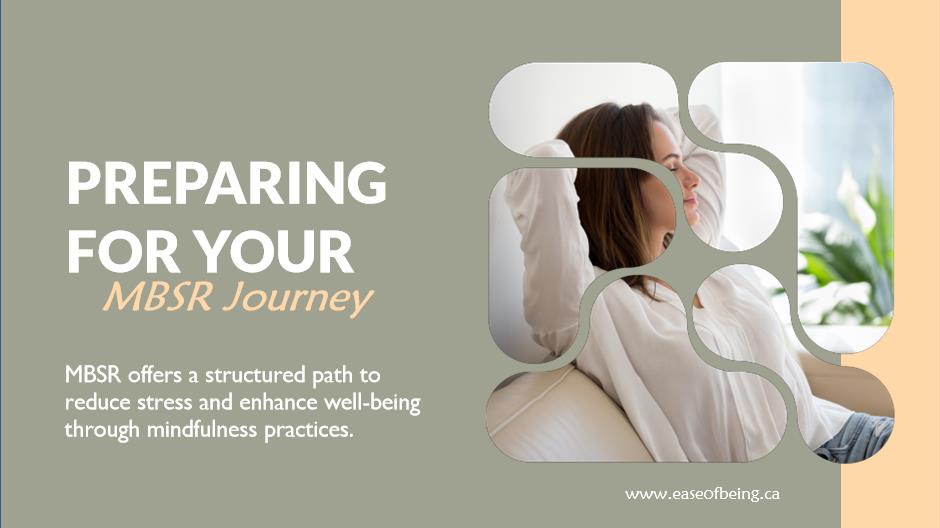 PREPARING
FOR YOUR
MBSR Journey
MBSR offers a structured path to
reduce stress and enhance well-being
through mindfulness practices.
www.easeofbeing.ca